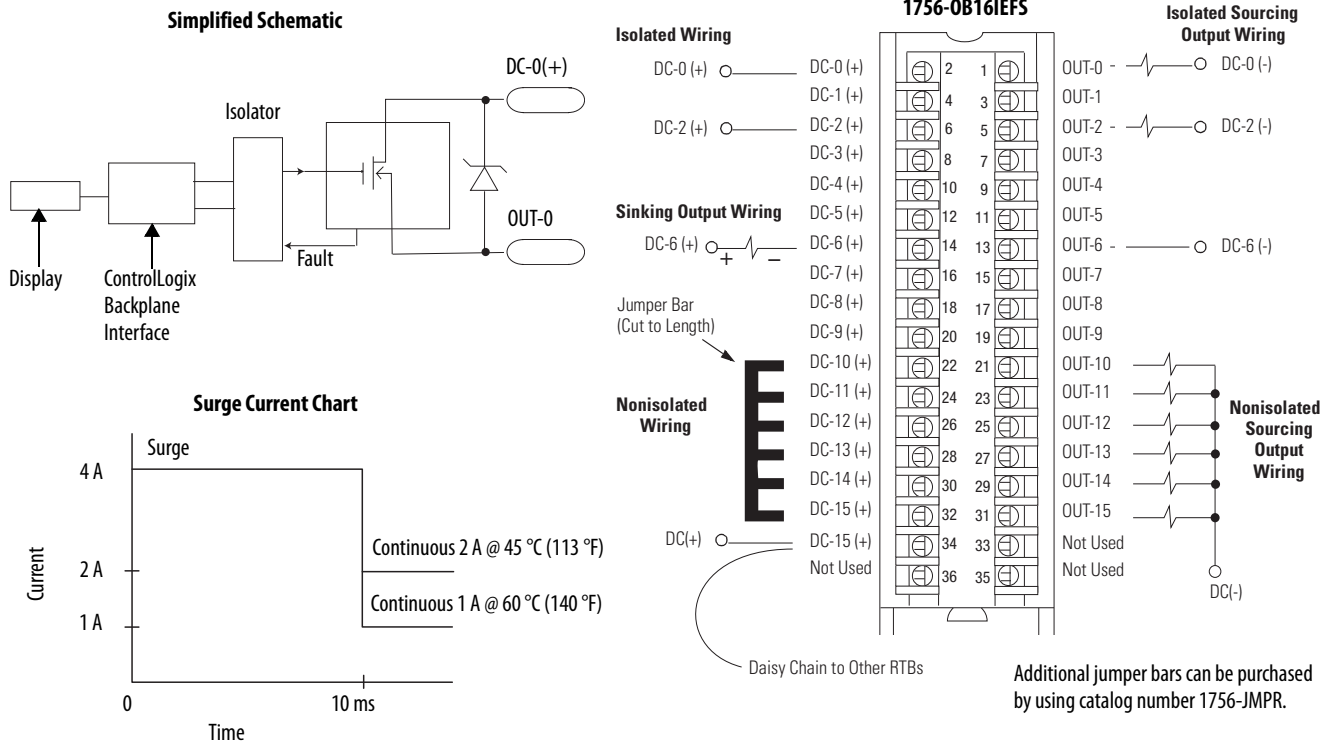 Simplified Schematic
DC-0(+)
Isolator
OUT-0
Fault
Display
ControlLogix
Backplane
Interface
Surge Current Chart
Surge
4 A
2 A
1 A
Current
Continuous 2 A @ 45 °C (113 °F)
Continuous 1 A @ 60 °C (140 °F)
0
10 ms
Time
1756-OB16IEFS
Isolated Wiring
Isolated Sourcing
Output Wiring
DC-0 (+)
DC-0 (+)
2
1
OUT-0
DC-0 (-)
DC-1 (+)
4
3
OUT-1
DC-2 (+)
DC-2 (+)
6
5
OUT-2
DC-2 (-)
DC-3 (+)
8
7
OUT-3
DC-4 (+)
10
9
OUT-4
Sinking Output Wiring
DC-5 (+)
12
11
OUT-5
DC-6 (+)
+
–
DC-6 (+)
14
13
OUT-6
DC-6 (-)
DC-7 (+)
16
15
OUT-7
Jumper Bar
(Cut to Length)
DC-8 (+)
18
17
OUT-8
DC-9 (+)
20
19
OUT-9
DC-10 (+)
22
21
OUT-10
DC-11 (+)
24
23
OUT-11
Nonisolated
Wiring
DC-12 (+)
26
25
OUT-12
DC-13 (+)
28
27
OUT-13
Nonisolated
Sourcing
Output
Wiring
DC-14 (+)
30
29
OUT-14
DC-15 (+)
32
31
OUT-15
DC(+)
DC-15 (+)
34
33
Not Used
Not Used
36
35
Not Used
DC(-)
Daisy Chain to Other RTBs
Additional jumper bars can be purchased
by using catalog number 1756-JMPR.